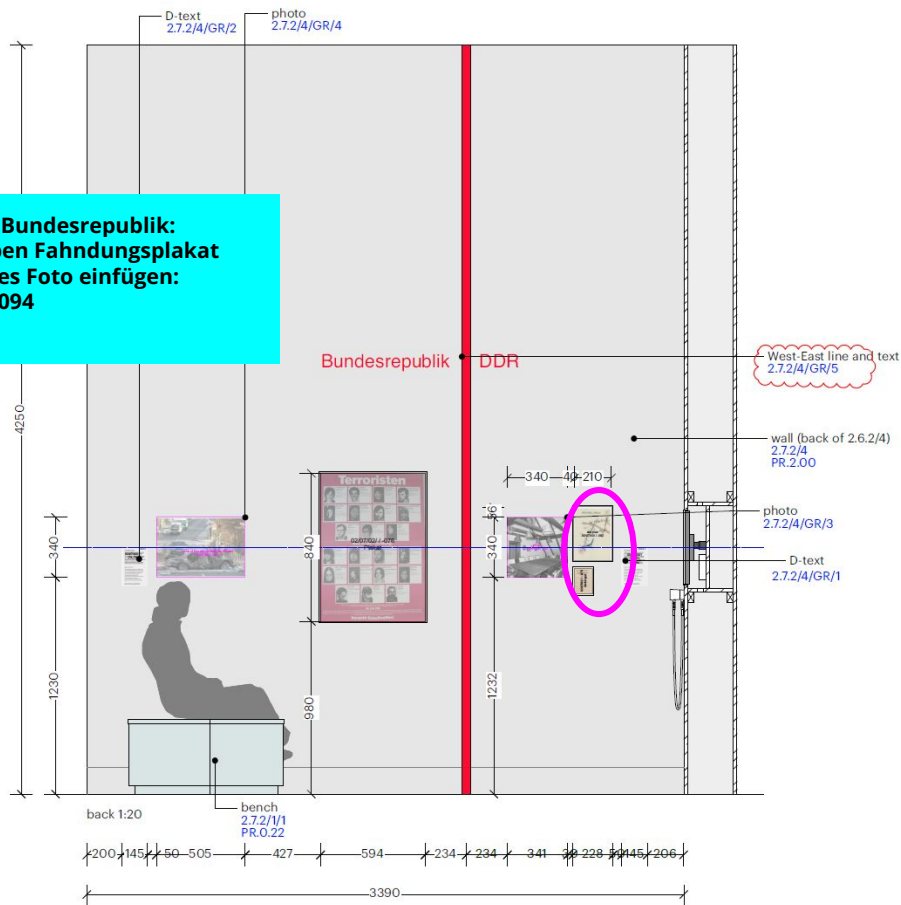 D-text
2.7.2/4/GR/2
photo
2.7.2/4/GR/4
Bundesrepublik:
en Fahndungsplakat
es Foto einfügen:
094
Bundesrepublik
DDR
West-East line and text
2.7.2/4/GR/5
4250
wall (back of 2.6.2/4)
2.7.2/4
PR.2.00
340
40
210
56
photo
2.7.2/4/GR/3
Terroristen
340
840
340
D-text
2.7.2/4/GR/1
1230
980
1232
back 1:20
bench
2.7.2/1/1
PR.0.22
200
145
50
505
427
594
234
234
341
228
50
145
206
3390